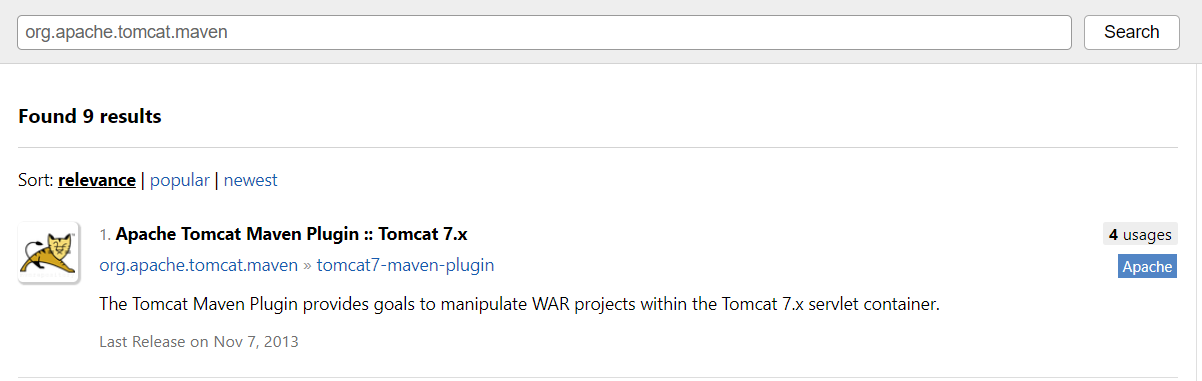 org.apache.tomcat.maven Search
Found 9 results
Sort: relevance | popular | newest
1. Apache Tomcat Maven Plugin :: Tomcat 7.x 4 usages
org.apache.tomcat.maven » tomcat7-maven-plugin Apache
The Tomcat Maven Plugin provides goals to manipulate WAR projects within the Tomcat 7.x servlet container.
Last Release on Nov 7, 2013